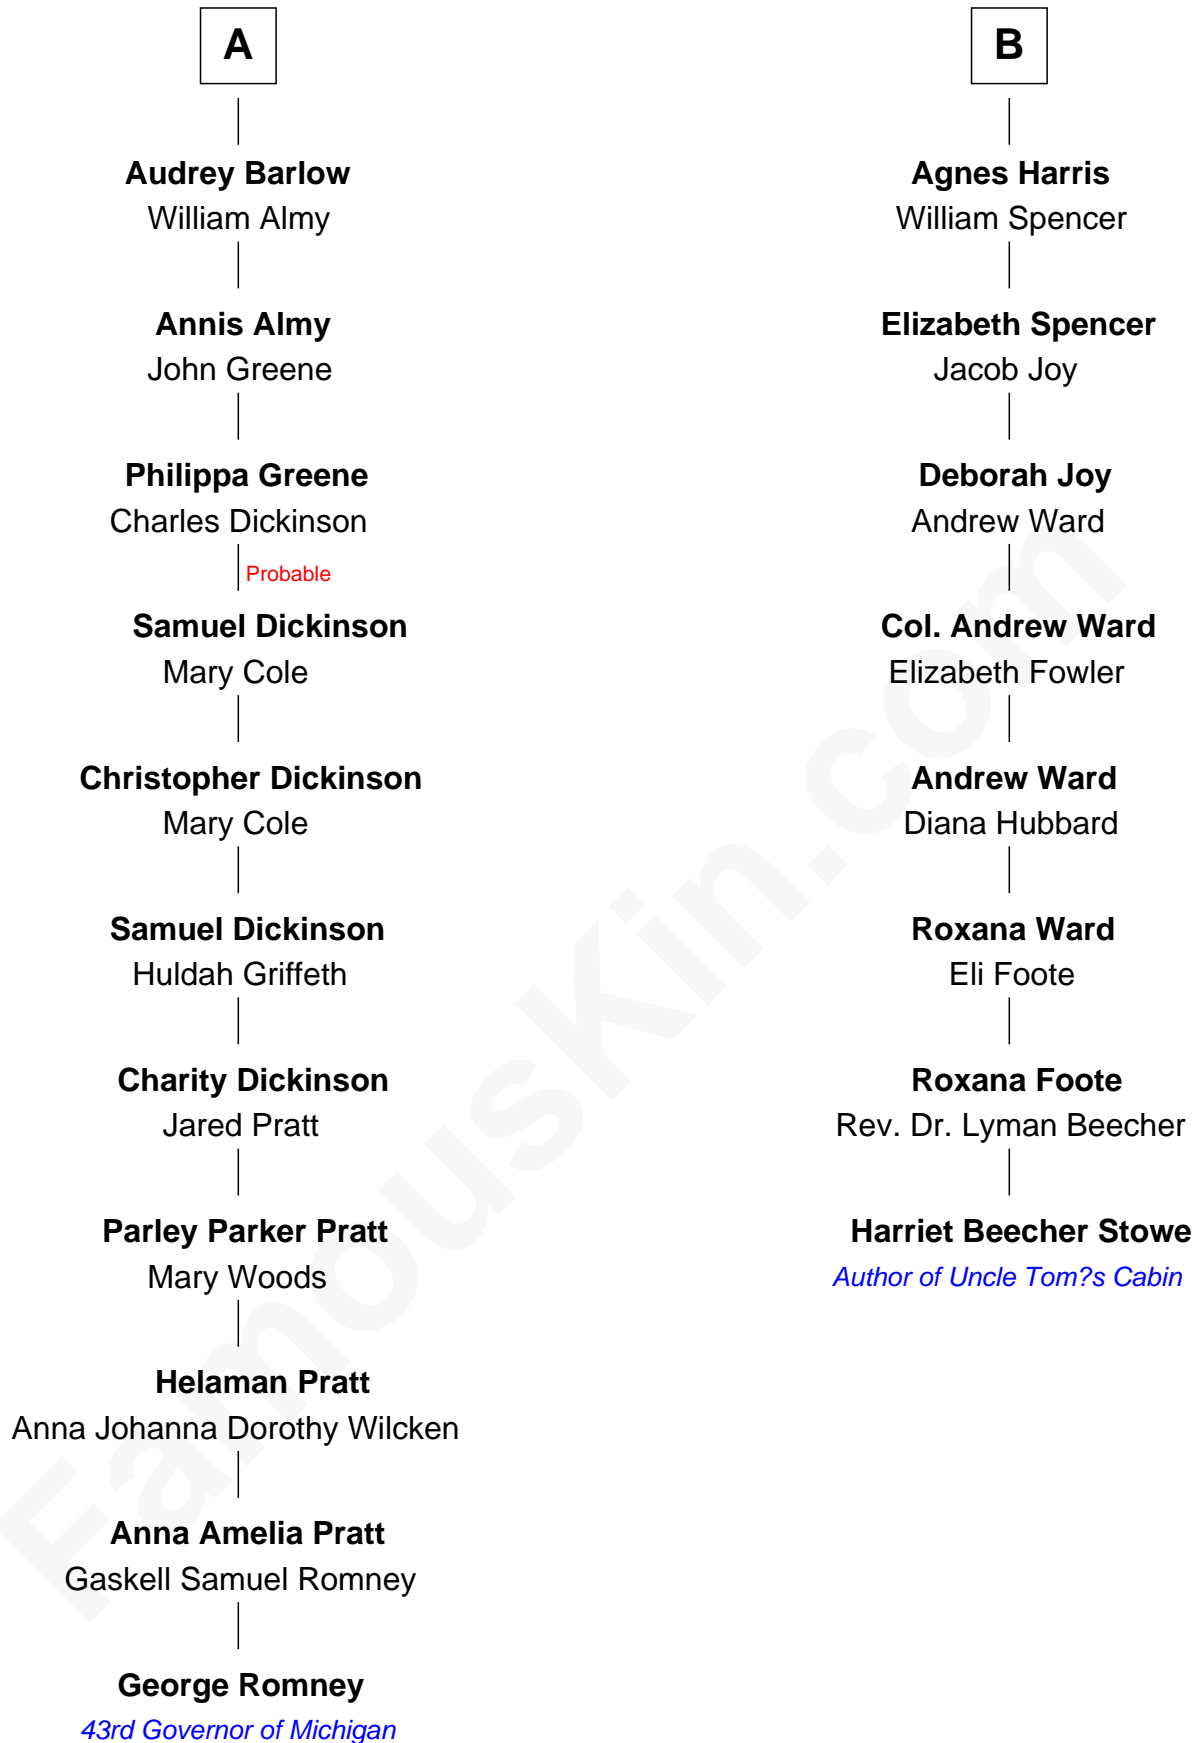 A
Audrey Barlow
William Almy
Annis Almy
John Greene
Philippa Greene
Charles Dickinson
Probable
Samuel Dickinson
Mary Cole
Christopher Dickinson
Mary Cole
Samuel Dickinson
Huldah Griffeth
Charity Dickinson
Jared Pratt
Parley Parker Pratt
Mary Woods
Helaman Pratt
Anna Johanna Dorothy Wilcken
Anna Amelia Pratt
Gaskell Samuel Romney
George Romney
43rd Governor of Michigan
B
Agnes Harris
William Spencer
Elizabeth Spencer
Jacob Joy
Deborah Joy
Andrew Ward
Col. Andrew Ward
Elizabeth Fowler
Andrew Ward
Diana Hubbard
Roxana Ward
Eli Foote
Roxana Foote
Rev. Dr. Lyman Beecher
Harriet Beecher Stowe
Author of Uncle Tom?s Cabin
FamousKin.com